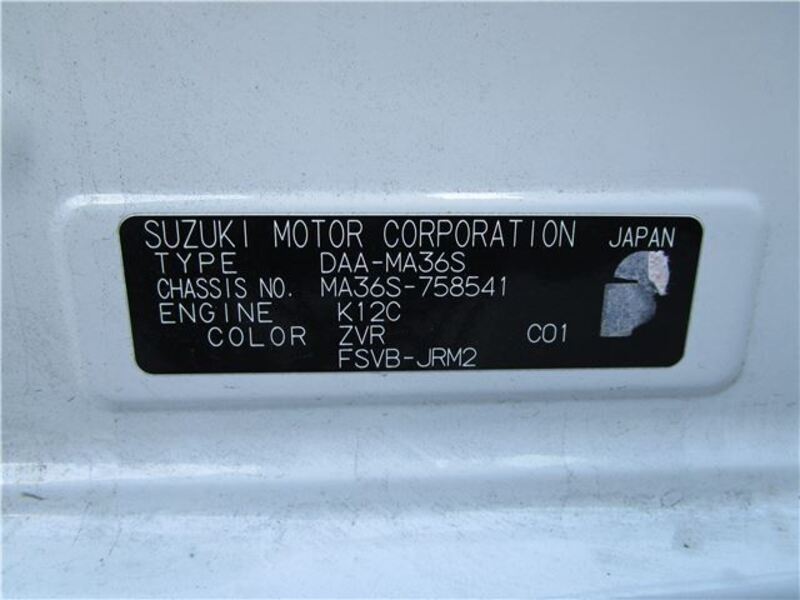 SUZUKI MOTOR CORPORATION JAPAN
TYPE DAA-MA36S
CHASSIS NO. MA36S-758541
ENGINE K12C
COLOR ZVR C01
FSVB-JRM2